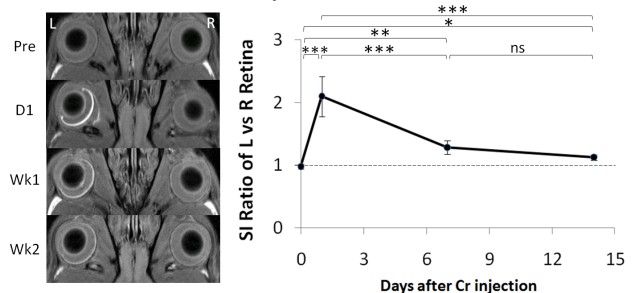 L R
Pre
D1
Wk1
Wk2
SI Ratio of L vs R Retina
***
*
**
*** *** ns
3
2
1
0
0 3 6 9 12 15
Days after Cr injection